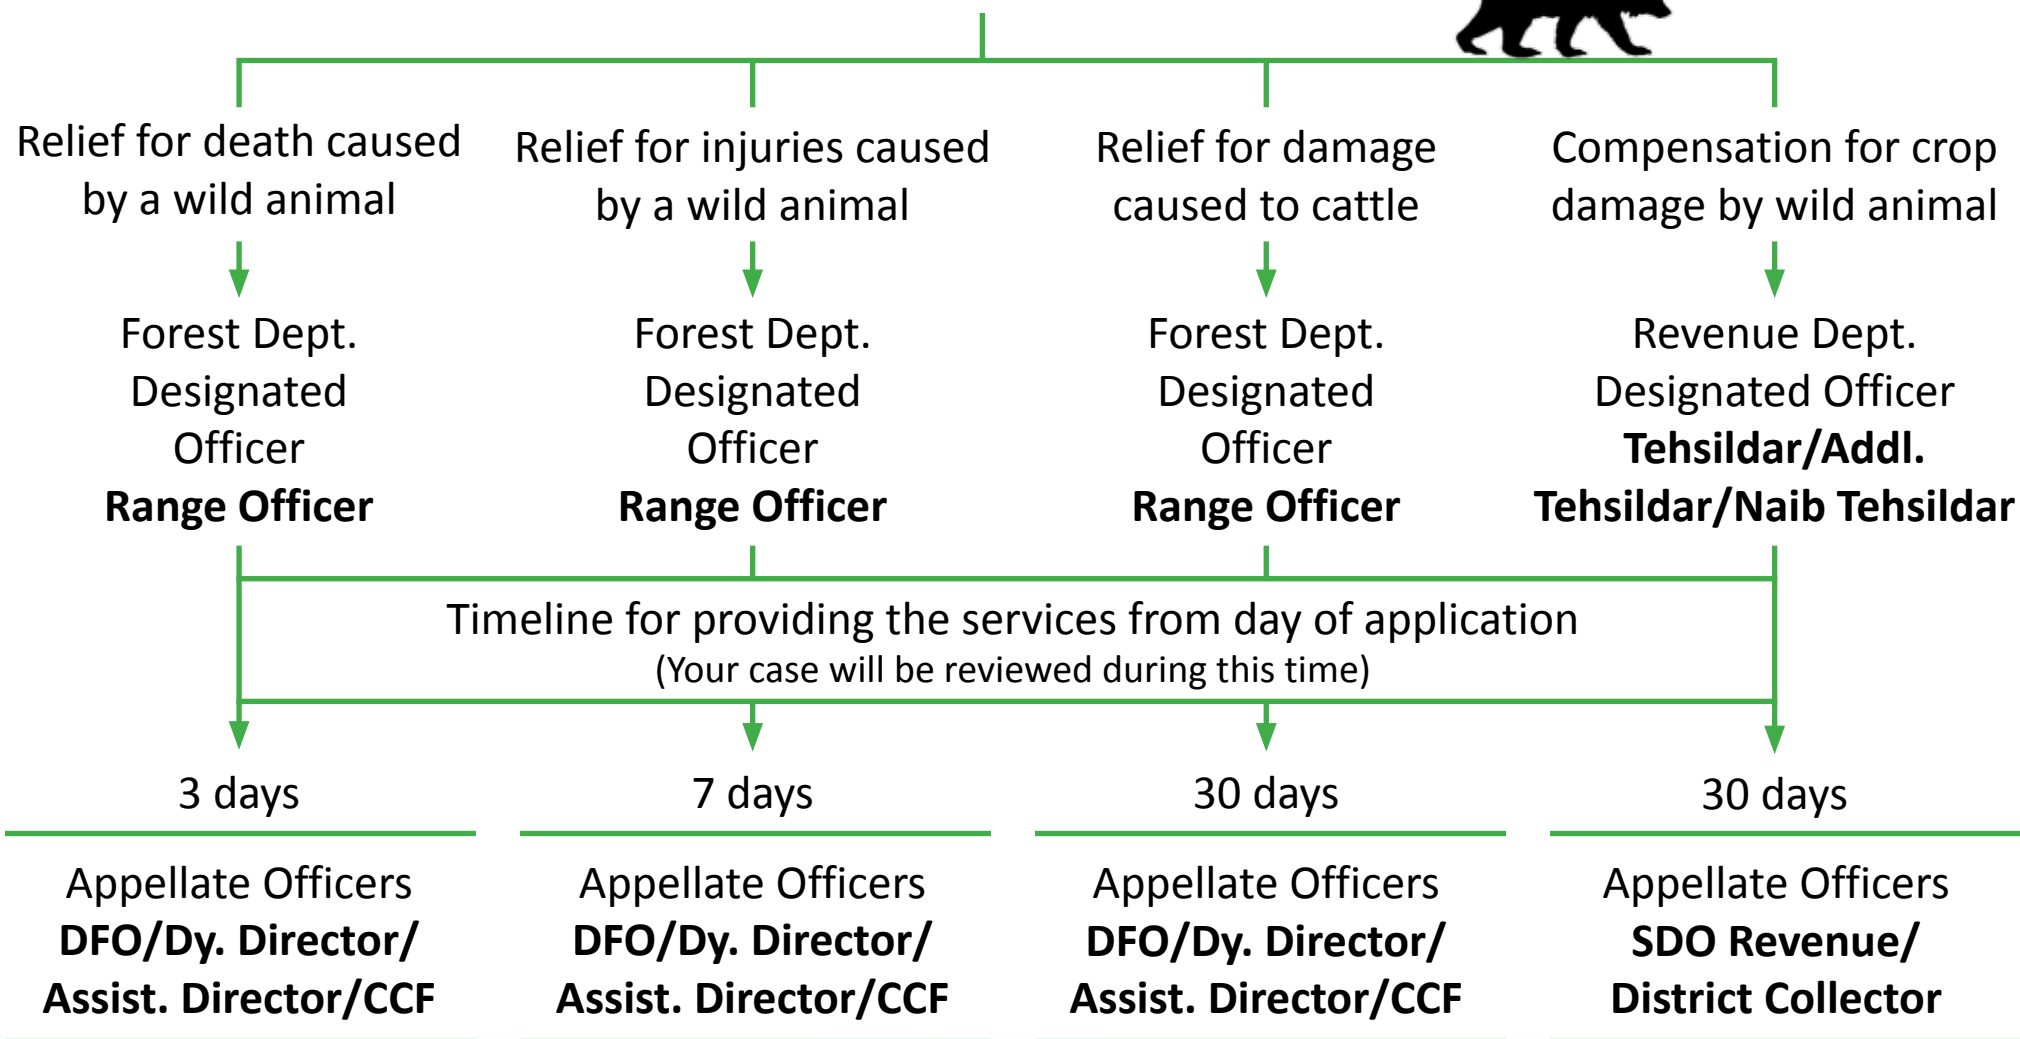 Relief for death caused
by a wild animal
Relief for injuries caused
by a wild animal
Relief for damage
caused to cattle
Compensation for crop
damage by wild animal
Forest Dept.
Designated
Officer
Range Officer
Forest Dept.
Designated
Officer
Range Officer
Forest Dept.
Designated
Officer
Range Officer
Revenue Dept.
Designated Officer
Tehsildar/Addl.
Tehsildar/Naib Tehsildar
Timeline for providing the services from day of application
(Your case will be reviewed during this time)
3 days
7 days
30 days
30 days
Appellate Officers
DFO/Dy. Director/
Assist. Director/CCF
Appellate Officers
DFO/Dy. Director/
Assist. Director/CCF
Appellate Officers
DFO/Dy. Director/
Assist. Director/CCF
Appellate Officers
SDO Revenue/
District Collector